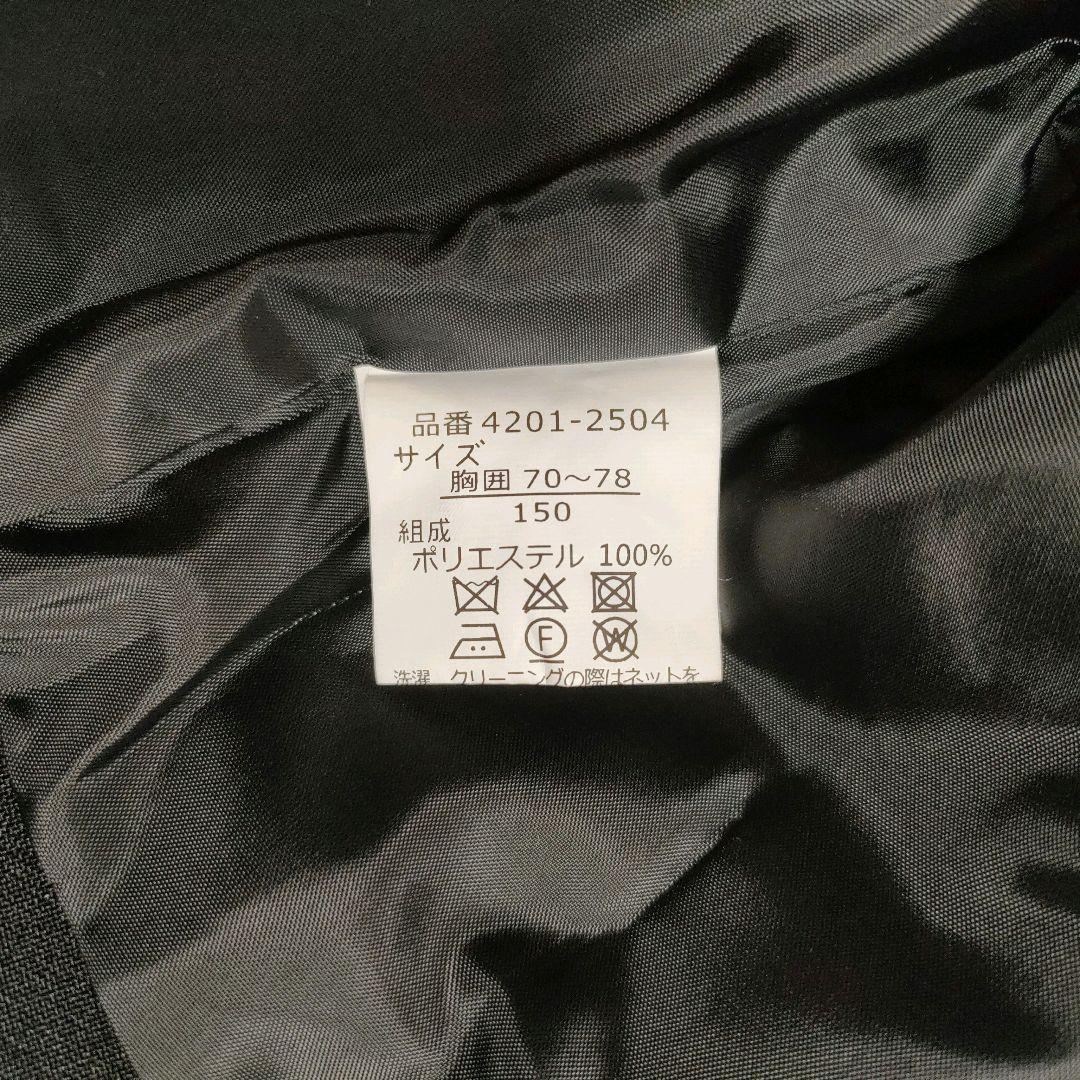 品番 4201-2504
サイズ
胸囲 70～78
150
組成
ポリエステル 100%
F
W
洗濯 クリーニングの際はネットを